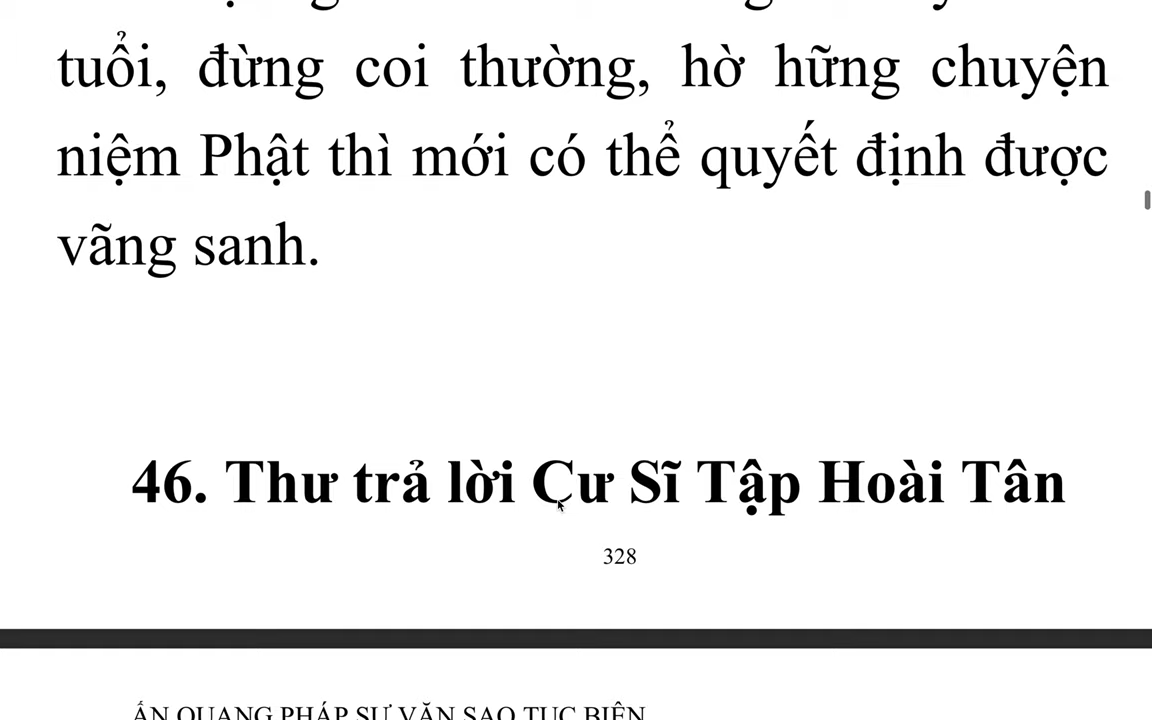 tuổi, đừng coi thường, hờ hững chuyện
niệm Phật thì mới có thể quyết định được
vãng sanh.
46. Thư trả lời Cư Sĩ Tập Hoài Tân
328
ẤN QUANG PHÁP SƯ VĂN SAO TỤC BIÊN